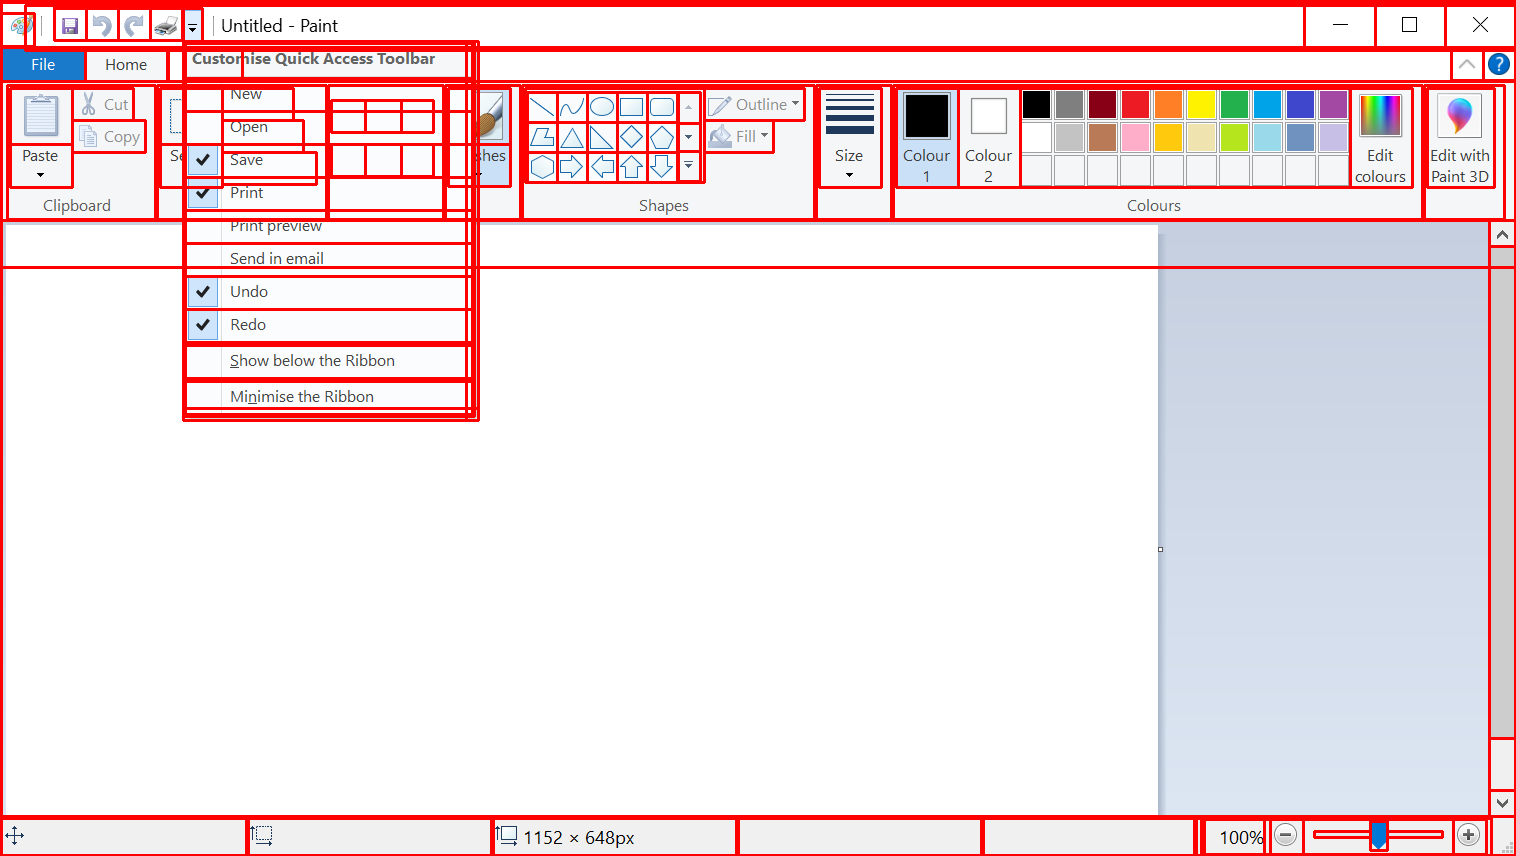 Untitled - Paint
File
Home
Customise Quick Access Toolbar
New
Open
Save
Print
Print preview
Send in email
Undo
Redo
Show below the Ribbon
Minimise the Ribbon
Paste
Cut
Copy
Clipboard
Outline
Fill
Shapes
Size
Colour
1
Colour
2
Edit
colours
Colours
Edit with
Paint 3D
1152 × 648px
100%